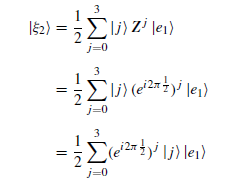 |ξ₂⟩ = 1/2 ∑_{j=0}^{3} |j⟩ Z^j |e₁⟩
= 1/2 ∑_{j=0}^{3} |j⟩ (e^{i2π 1/2})^j |e₁⟩
= 1/2 ∑_{j=0}^{3} (e^{i2π 1/2})^j |j⟩ |e₁⟩